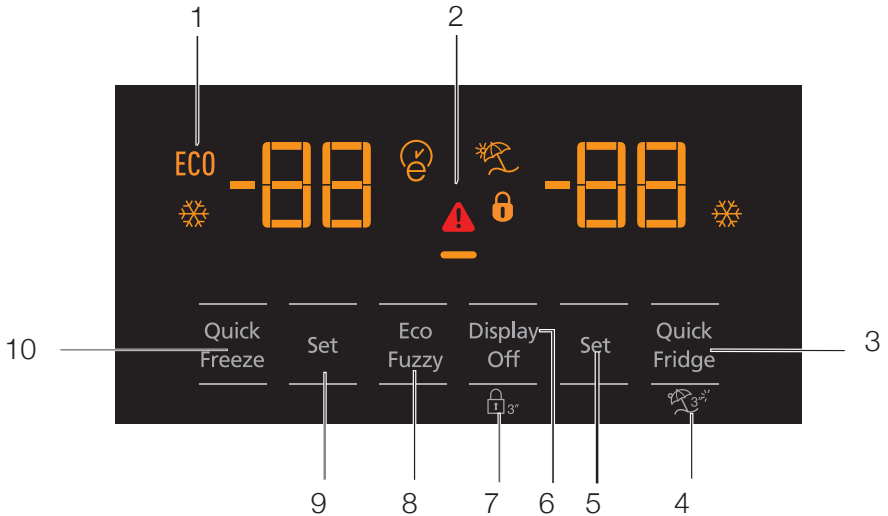 1
2
ECO
-88
e
-88
Quick Freeze
Set
Eco Fuzzy
Display Off
Set
Quick Fridge
10
3
3"
3"
9
8
7
6
5
4